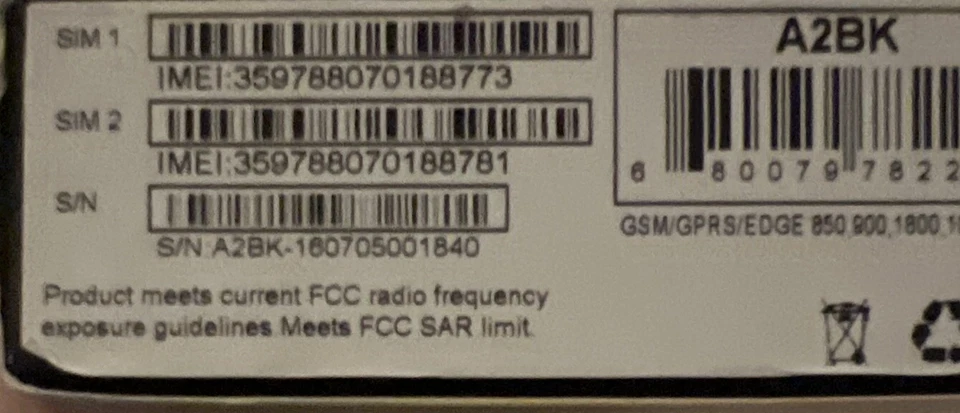 SIM 1
IMEI:359788070188773
SIM 2
IMEI:359788070188781
S/N
S/N:A2BK-160705001840
Product meets current FCC radio frequency
exposure guidelines.Meets FCC SAR limit.
A2BK
6 80079 7822
GSM/GPRS/EDGE 850,900,1800,